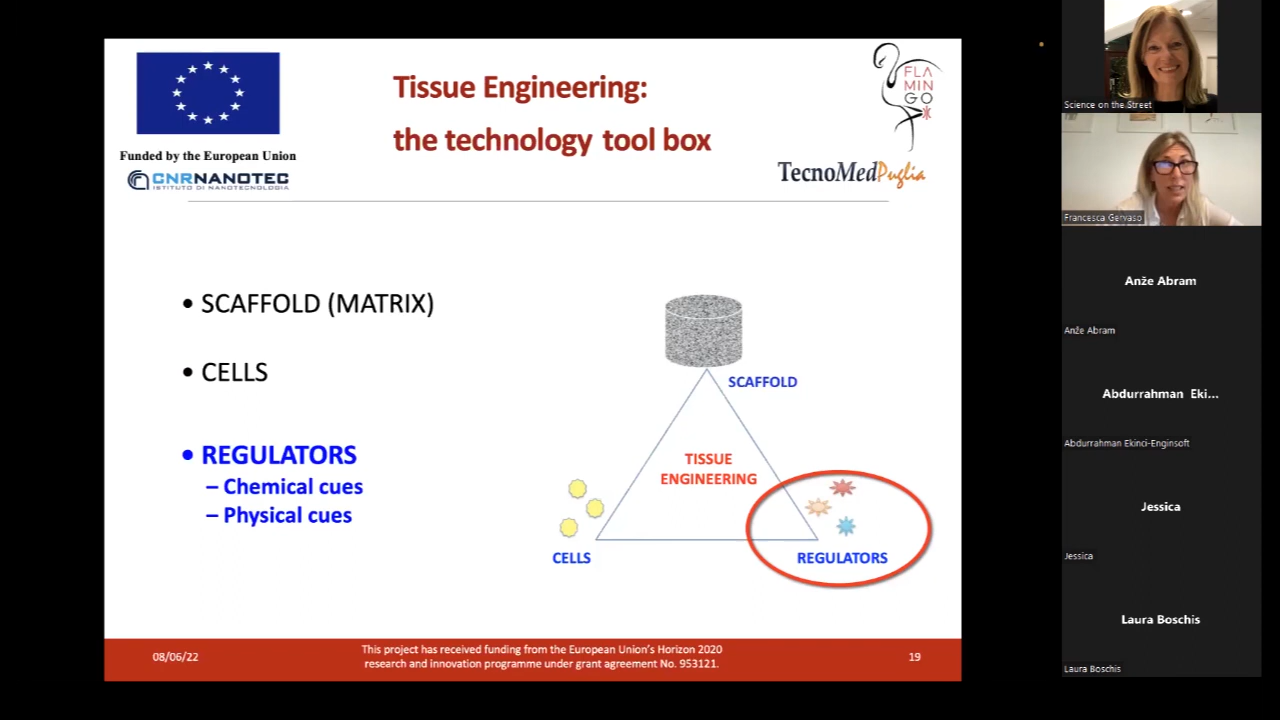 Tissue Engineering:
the technology tool box
Funded by the European Union
CNRNANOTEC
ISTITUTO DI NANOTECNOLOGIA
FLA
MIN
GO
TecnoMedPuglia
• SCAFFOLD (MATRIX)
• CELLS
• REGULATORS
– Chemical cues
– Physical cues
SCAFFOLD
TISSUE
ENGINEERING
CELLS
REGULATORS
08/06/22
This project has received funding from the European Union's Horizon 2020
research and innovation programme under grant agreement No. 953121.
19
Science on the Street
Francesca Gervaso
Anže Abram
Anže Abram
Abdurrahman Eki...
Abdurrahman Ekinci-Enginsoft
Jessica
Jessica
Laura Boschis
Laura Boschis